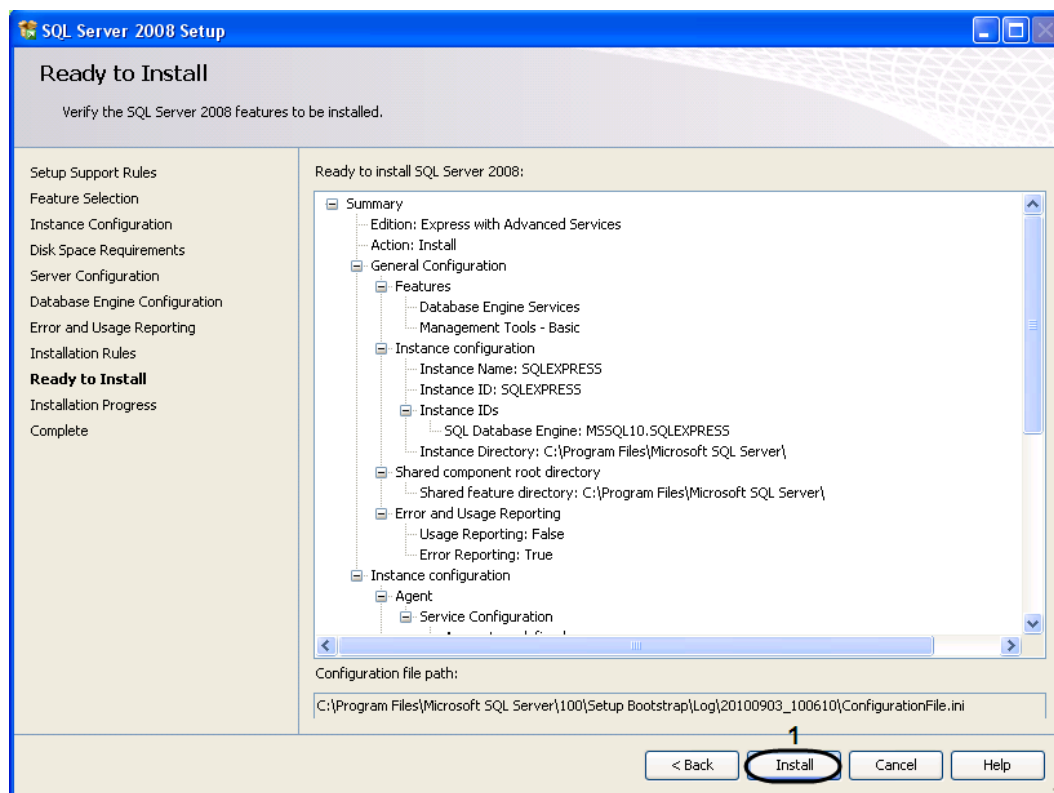 SQL Server 2008 Setup
Ready to Install
Verify the SQL Server 2008 features to be installed.
Setup Support Rules
Feature Selection
Instance Configuration
Disk Space Requirements
Server Configuration
Database Engine Configuration
Error and Usage Reporting
Installation Rules
Ready to Install
Installation Progress
Complete
Ready to install SQL Server 2008:
Summary
Edition: Express with Advanced Services
Action: Install
General Configuration
Features
Database Engine Services
Management Tools - Basic
Instance configuration
Instance Name: SQLEXPRESS
Instance ID: SQLEXPRESS
Instance IDs
SQL Database Engine: MSSQL10.SQLEXPRESS
Instance Directory: C:\Program Files\Microsoft SQL Server\
Shared component root directory
Shared feature directory: C:\Program Files\Microsoft SQL Server\
Error and Usage Reporting
Usage Reporting: False
Error Reporting: True
Instance configuration
Agent
Service Configuration
Configuration file path:
C:\Program Files\Microsoft SQL Server\100\Setup Bootstrap\Log\20100903_100610\ConfigurationFile.ini
1
< Back Install Cancel Help